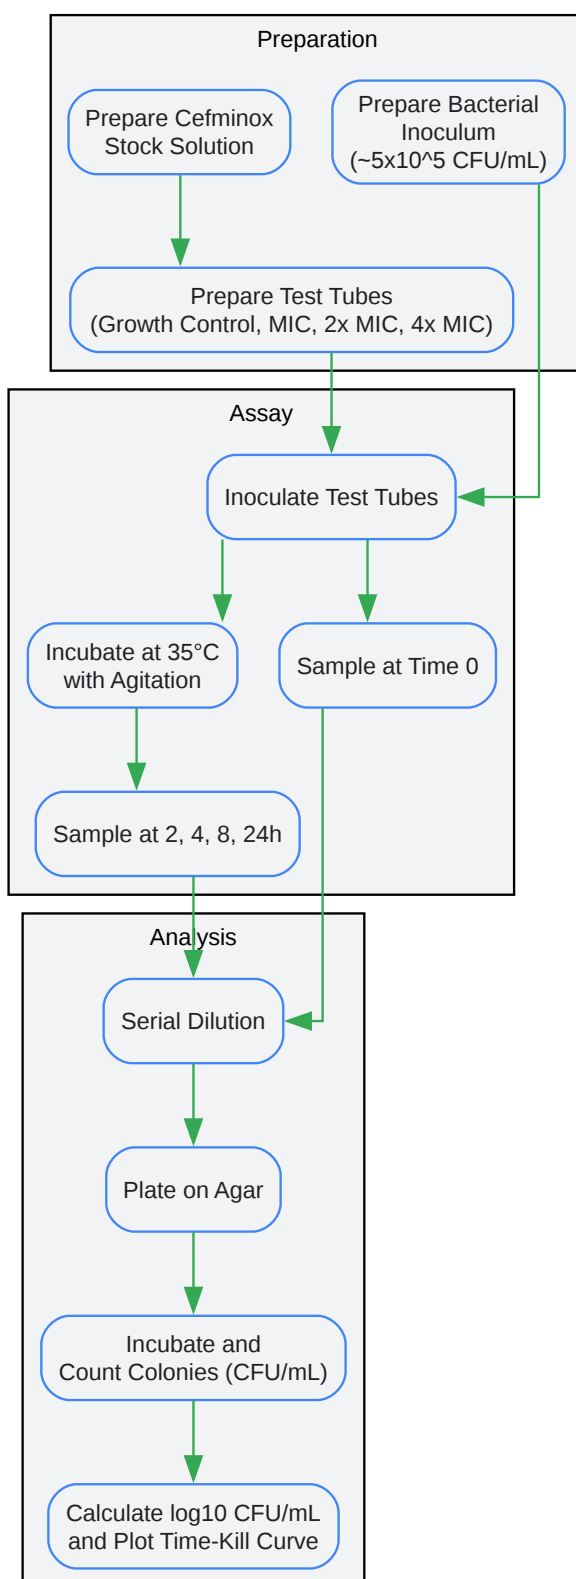 Preparation
Prepare Cefminox
Stock Solution
Prepare Bacterial
Inoculum
(~5x10^5 CFU/mL)
Prepare Test Tubes
(Growth Control, MIC, 2x MIC, 4x MIC)
Assay
Inoculate Test Tubes
Incubate at 35°C
with Agitation
Sample at Time 0
Sample at 2, 4, 8, 24h
Analysis
Serial Dilution
Plate on Agar
Incubate and
Count Colonies (CFU/mL)
Calculate log10 CFU/mL
and Plot Time-Kill Curve